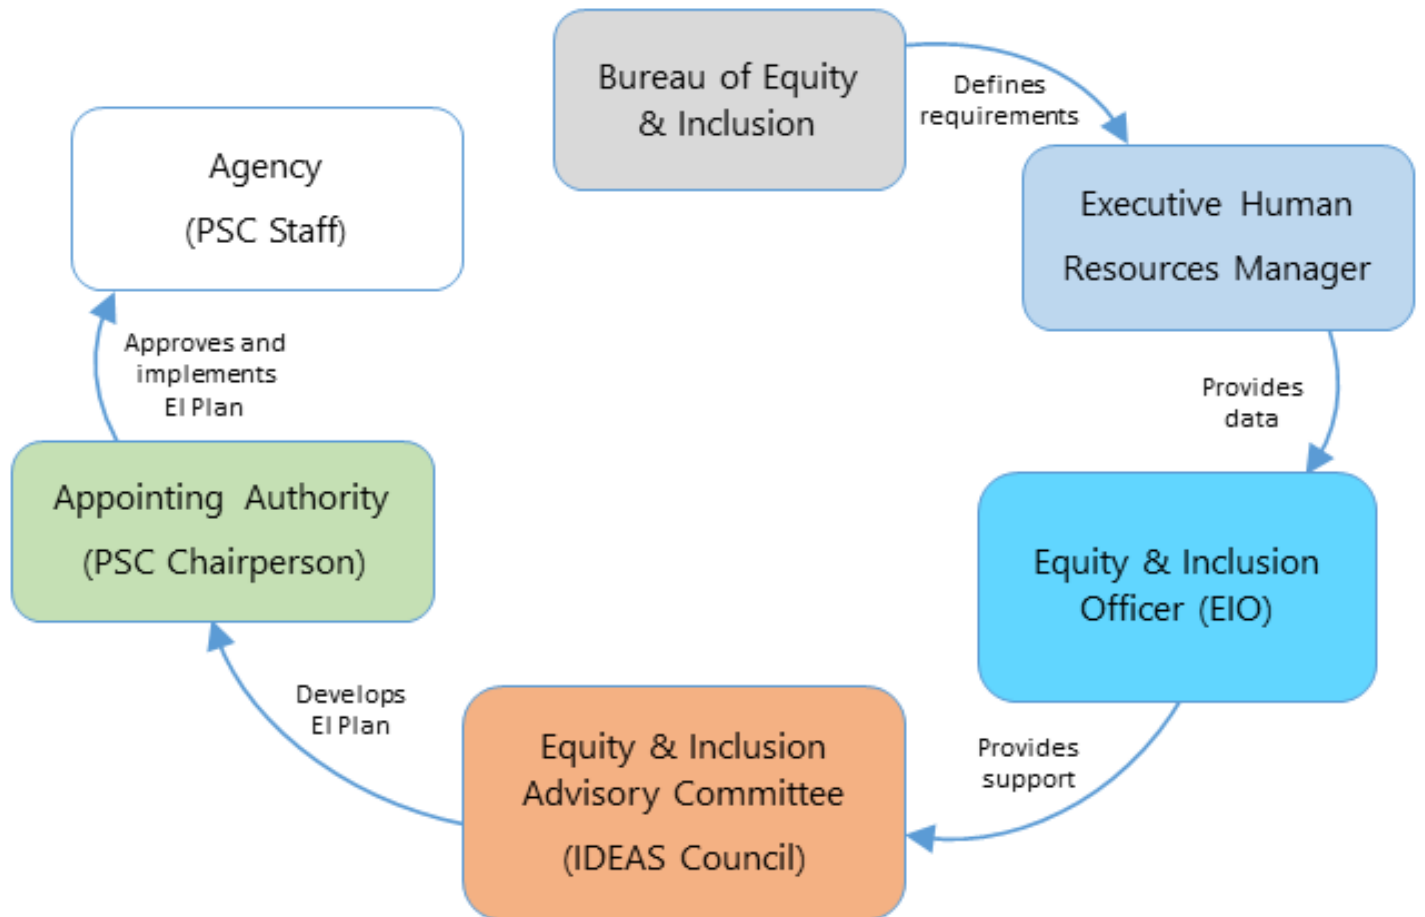 Bureau of Equity
& Inclusion
Defines
requirements
Executive Human
Resources Manager
Provides
data
Equity & Inclusion
Officer (EIO)
Provides
support
Equity & Inclusion
Advisory Committee
(IDEAS Council)
Develops
EI Plan
Appointing Authority
(PSC Chairperson)
Approves and
implements
EI Plan
Agency
(PSC Staff)